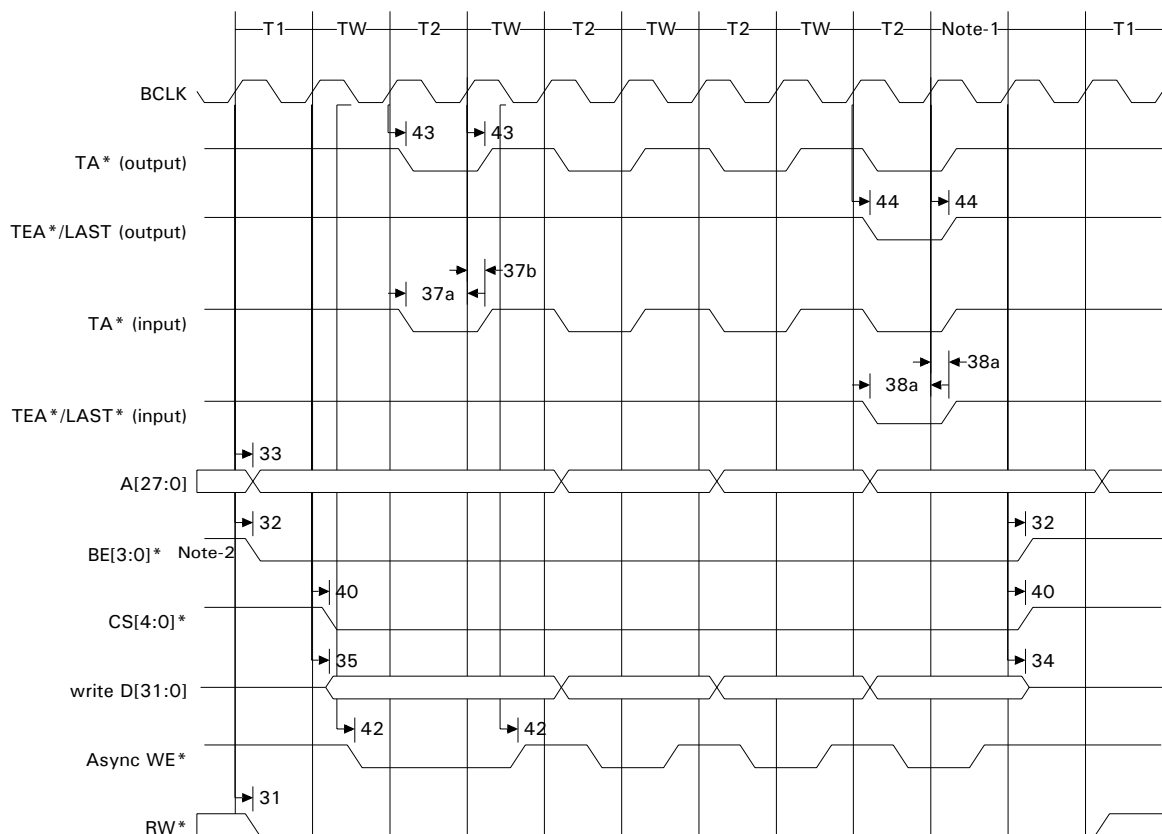 T1 TW T2 TW T2 TW T2 TW T2 Note-1 T1
BCLK
43 43
TA* (output)
44 44
TEA*/LAST (output)
37b
37a
TA* (input)
38a
38a
TEA*/LAST* (input)
33
A[27:0]
32 32
BE[3:0]* Note-2
40 40
CS[4:0]*
35 34
write D[31:0]
42 42
Async WE*
31
RW*